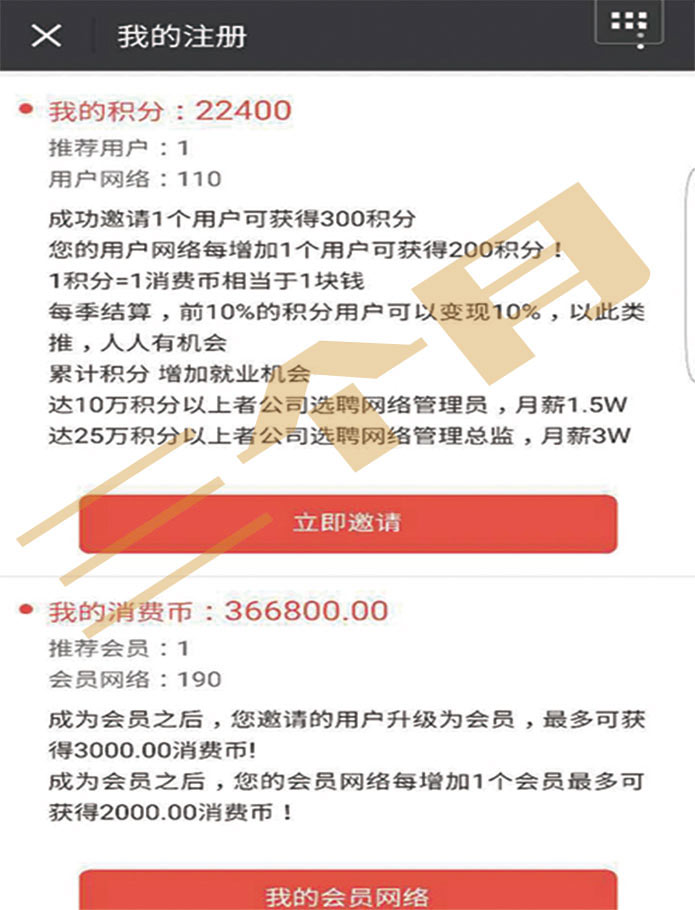 我的注册
我的积分：22400
推荐用户：1
用户网络：110
成功邀请1个用户可获得300积分
您的用户网络每增加1个用户可获得200积分！
1积分=1消费币相当于1块钱
每季结算，前10%的积分用户可以变现10%，以此类
推，人人有机会
累计积分 增加就业机会
达10万积分以上者公司选聘网络管理员，月薪1.5W
达25万积分以上者公司选聘网络管理总监，月薪3W
三个月
立即邀请
我的消费币：366800.00
推荐会员：1
会员网络：190
成为会员之后，您邀请的用户升级为会员，最多可获
得3000.00消费币!
成为会员之后，您的会员网络每增加1个会员最多可
获得2000.00消费币！
我的会员网络